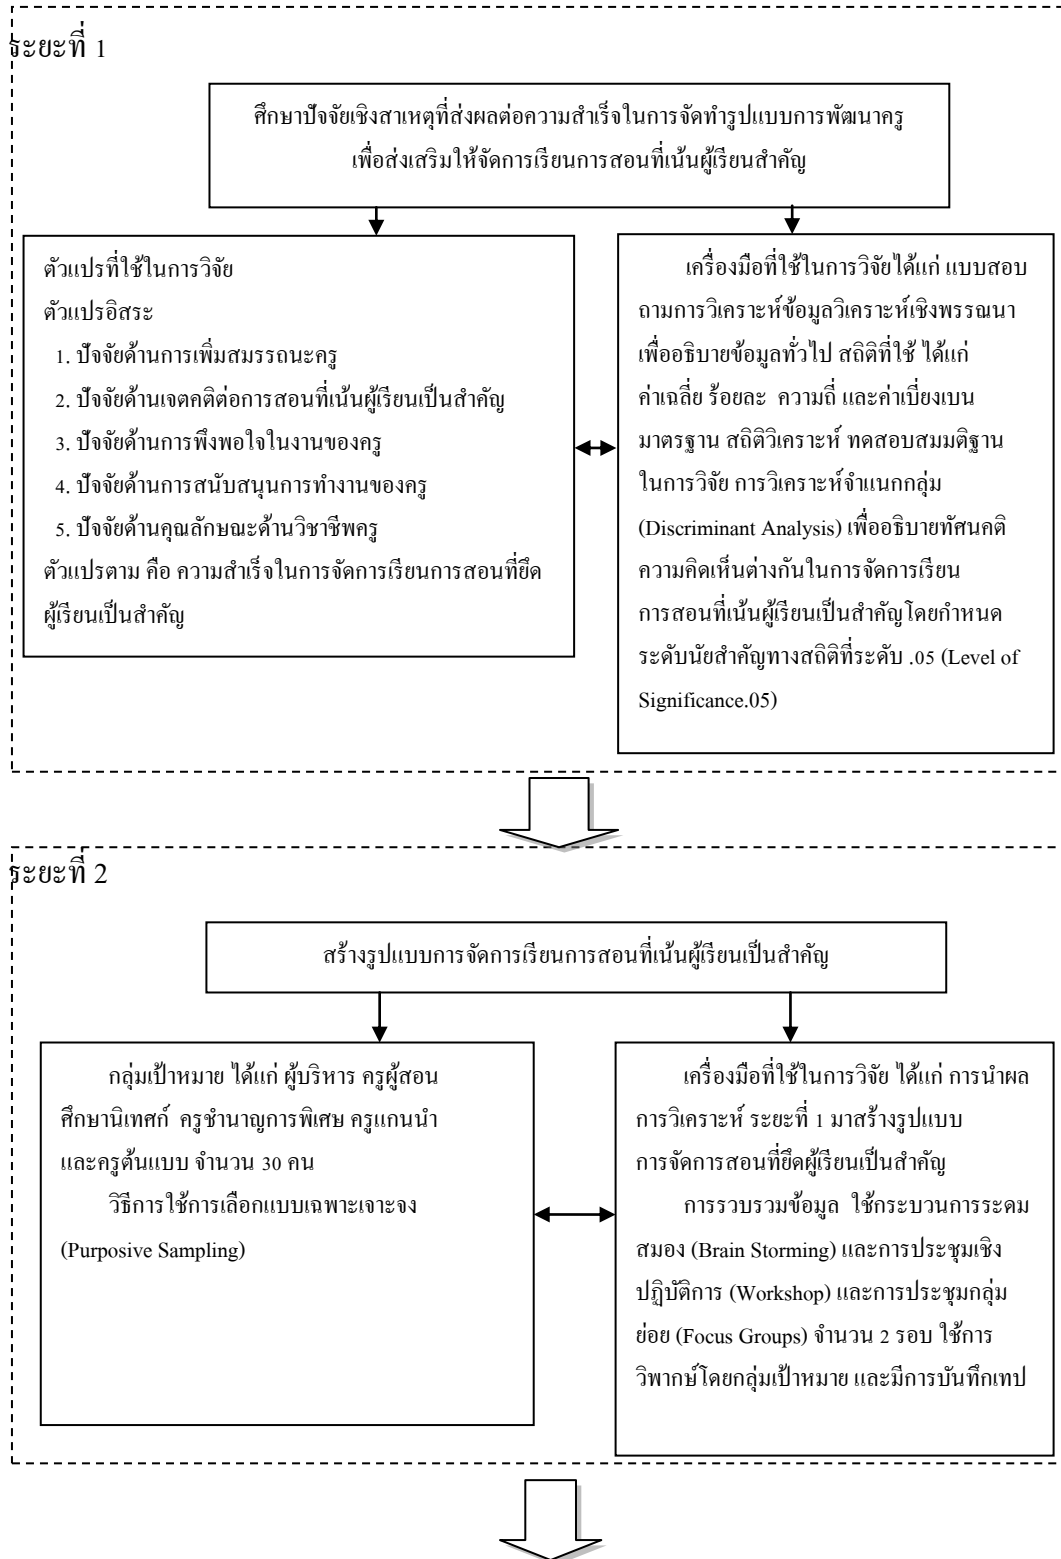 ระยะที่ 1
ศึกษาปัจจัยเชิงสาเหตุที่ส่งผลต่อความสำเร็จในการจัดทำรูปแบบการพัฒนาครู
เพื่อส่งเสริมให้จัดการเรียนการสอนที่เน้นผู้เรียนสำคัญ
ตัวแปรที่ใช้ในการวิจัย
ตัวแปรอิสระ
1. ปัจจัยด้านการเพิ่มสมรรถนะครู
2. ปัจจัยด้านเจตคติต่อการสอนที่เน้นผู้เรียนเป็นสำคัญ
3. ปัจจัยด้านการพึงพอใจในงานของครู
4. ปัจจัยด้านการสนับสนุนการทำงานของครู
5. ปัจจัยด้านคุณลักษณะด้านวิชาชีพครู
ตัวแปรตาม คือ ความสำเร็จในการจัดการเรียนการสอนที่ยึด
ผู้เรียนเป็นสำคัญ
เครื่องมือที่ใช้ในการวิจัยได้แก่ แบบสอบ
ถามการวิเคราะห์ข้อมูลวิเคราะห์เชิงพรรณนา
เพื่ออธิบายข้อมูลทั่วไป สถิติที่ใช้ ได้แก่
ค่าเฉลี่ย ร้อยละ ความถี่ และค่าเบี่ยงเบน
มาตรฐาน สถิติวิเคราะห์ ทดสอบสมมติฐาน
ในการวิจัย การวิเคราะห์จำแนกกลุ่ม
(Discriminant Analysis) เพื่ออธิบายทัศนคติ
ความคิดเห็นต่างกันในการจัดการเรียน
การสอนที่เน้นผู้เรียนเป็นสำคัญโดยกำหนด
ระดับนัยสำคัญทางสถิติที่ระดับ .05 (Level of
Significance.05)
ระยะที่ 2
สร้างรูปแบบการจัดการเรียนการสอนที่เน้นผู้เรียนเป็นสำคัญ
กลุ่มเป้าหมาย ได้แก่ ผู้บริหาร ครูผู้สอน
ศึกษานิเทศก์ ครูชำนาญการพิเศษ ครูแกนนำ
และครูต้นแบบ จำนวน 30 คน
วิธีการใช้การเลือกแบบเฉพาะเจาะจง
(Purposive Sampling)
เครื่องมือที่ใช้ในการวิจัย ได้แก่ การนำผล
การวิเคราะห์ ระยะที่ 1 มาสร้างรูปแบบ
การจัดการสอนที่ยึดผู้เรียนเป็นสำคัญ
การรวบรวมข้อมูล ใช้กระบวนการระดม
สมอง (Brain Storming) และการประชุมเชิง
ปฏิบัติการ (Workshop) และการประชุมกลุ่ม
ย่อย (Focus Groups) จำนวน 2 รอบ ใช้การ
วิพากษ์โดยกลุ่มเป้าหมาย และมีการบันทึกเทป